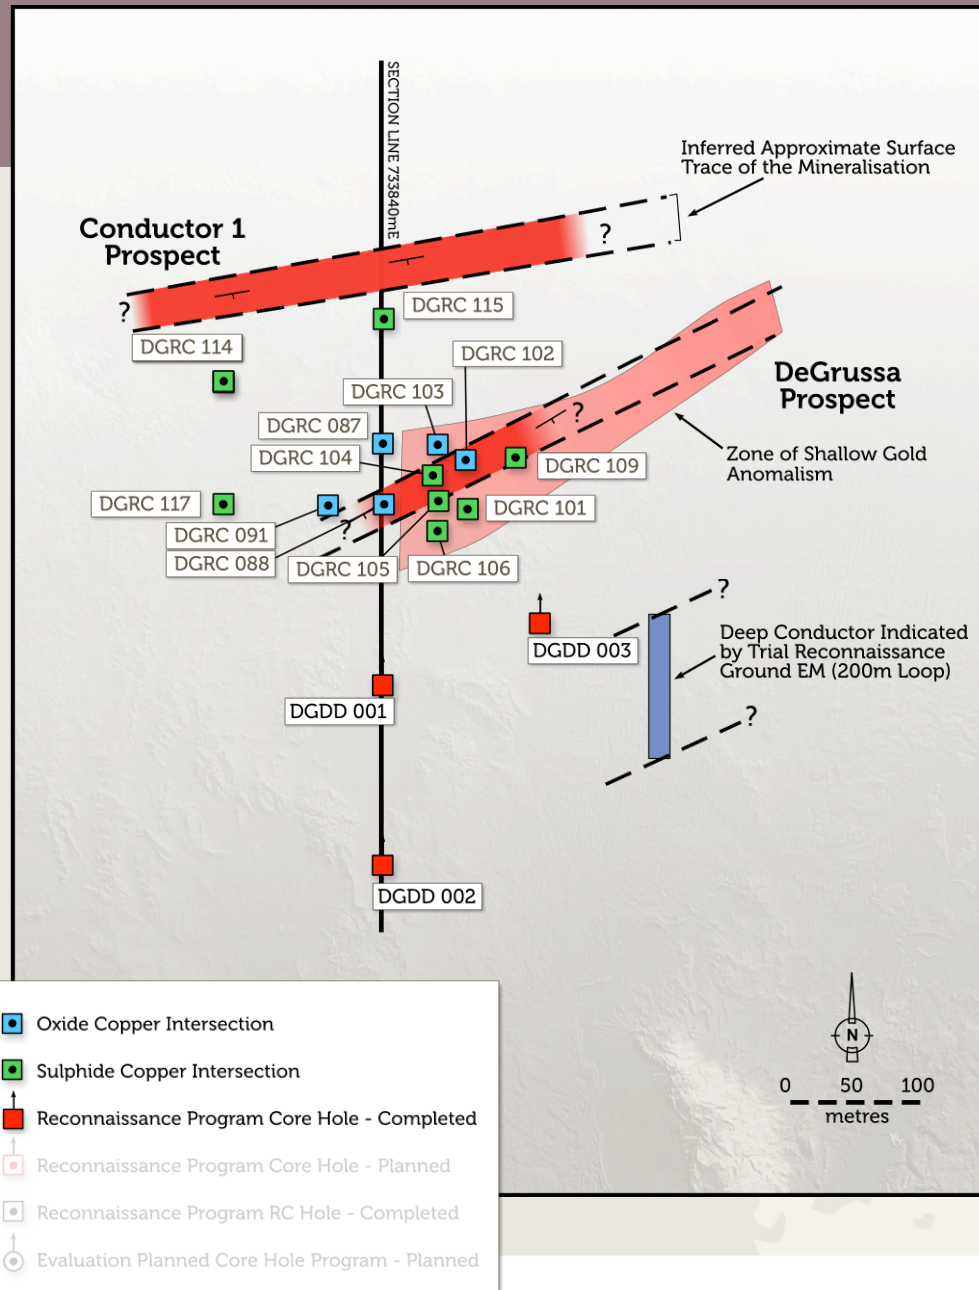 SECTION LINE 733840mE
Inferred Approximate Surface
Trace of the Mineralisation
Conductor 1
Prospect
?
?
DGRC 115
DGRC 114
DGRC 102
DeGrussa
Prospect
DGRC 103
?
DGRC 087
DGRC 104
Zone of Shallow Gold
Anomalism
DGRC 109
DGRC 117
DGRC 101
DGRC 091
?
DGRC 088
DGRC 105
DGRC 106
?
Deep Conductor Indicated
by Trial Reconnaissance
Ground EM (200m Loop)
DGDD 003
DGDD 001
?
DGDD 002
Oxide Copper Intersection
Sulphide Copper Intersection
Reconnaissance Program Core Hole - Completed
Reconnaissance Program Core Hole - Planned
Reconnaissance Program RC Hole - Completed
Evaluation Planned Core Hole Program - Planned
N
0 50 100
metres